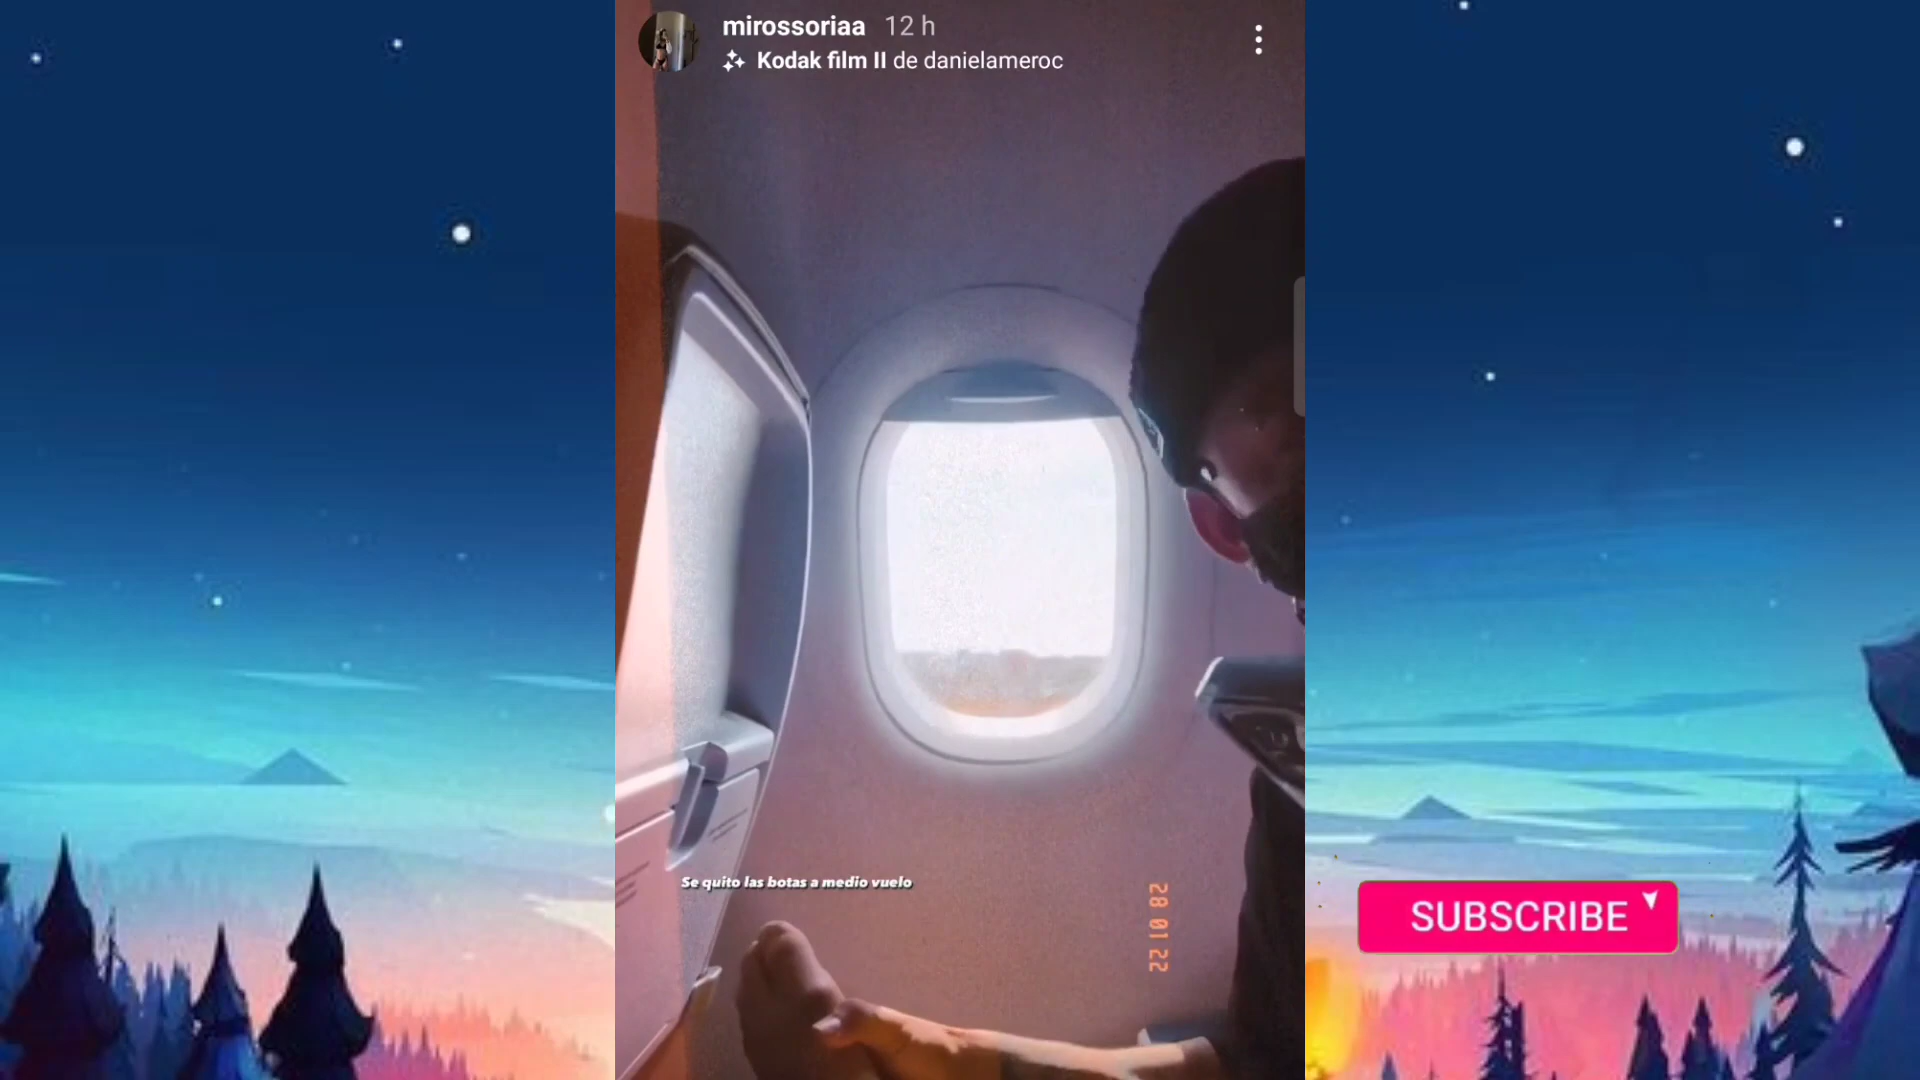 mirossoriaa 12 h
Kodak film II de danielameroc
Se quito las botas a medio vuelo
28 01 22
SUBSCRIBE